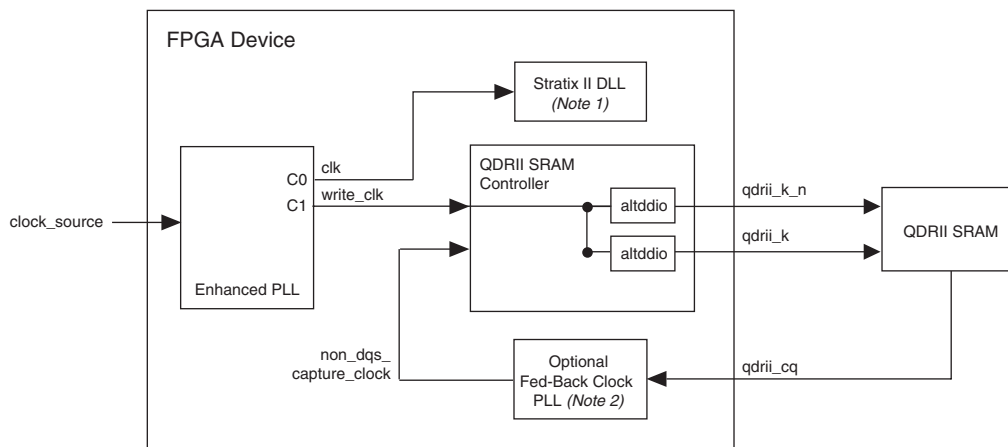 FPGA Device
Stratix II DLL
(Note 1)
clk
C0
write_clk
C1
Enhanced PLL
clock_source
QDRII SRAM
Controller
altddio
altddio
qdrii_k_n
qdrii_k
QDRII SRAM
non_dqs_
capture_clock
Optional
Fed-Back Clock
PLL (Note 2)
qdrii_cq